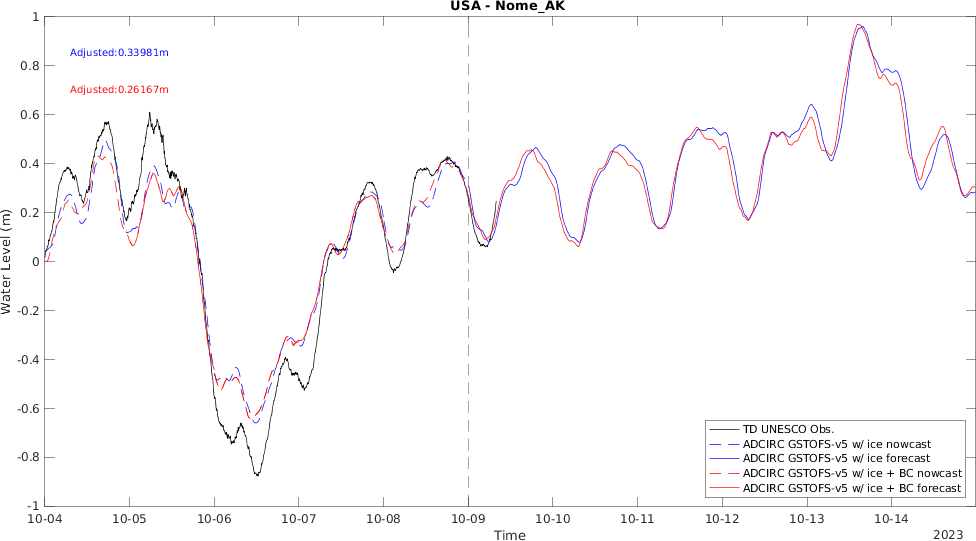 USA - Nome_AK
Adjusted:0.33981m
Adjusted:0.26167m
Water Level (m)
1
0.8
0.6
0.4
0.2
0
-0.2
-0.4
-0.6
-0.8
-1
TD UNESCO Obs.
ADCIRC GSTOFS-v5 w/ ice nowcast
ADCIRC GSTOFS-v5 w/ ice forecast
ADCIRC GSTOFS-v5 w/ ice + BC nowcast
ADCIRC GSTOFS-v5 w/ ice + BC forecast
10-04 10-05 10-06 10-07 10-08 10-09 10-10 10-11 10-12 10-13 10-14
Time
2023